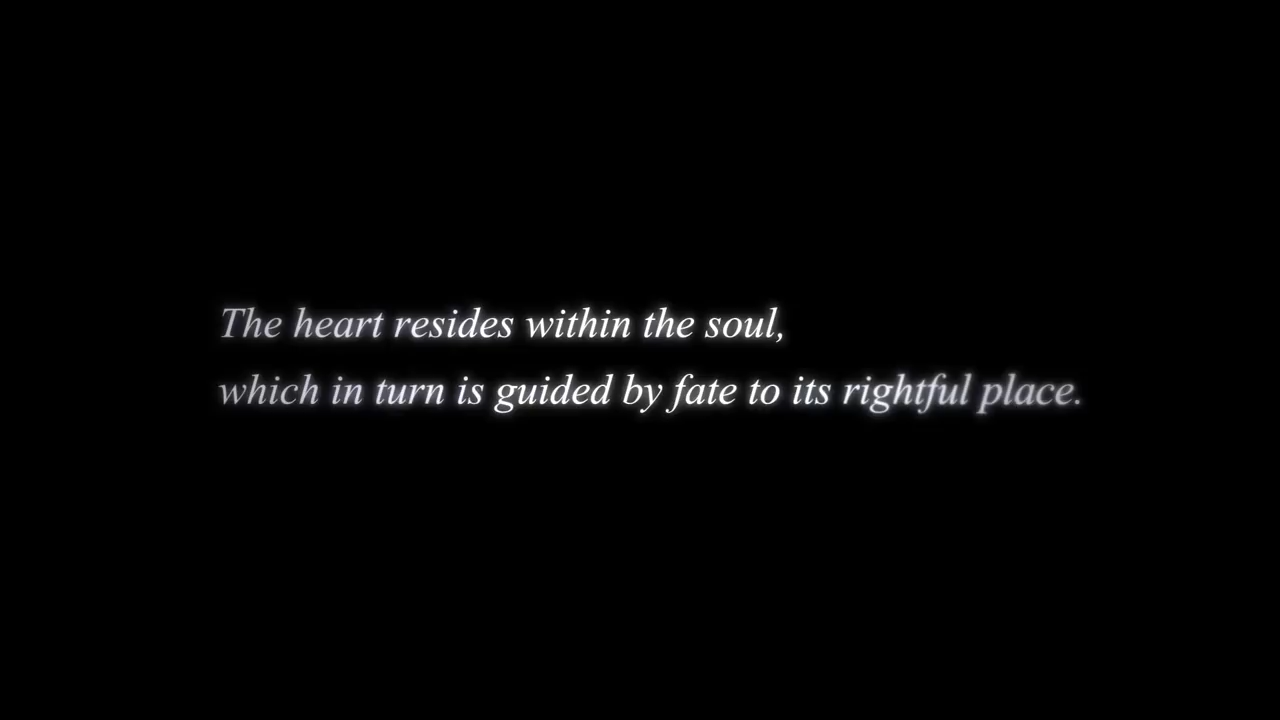 The heart resides within the soul,
which in turn is guided by fate to its rightful place.